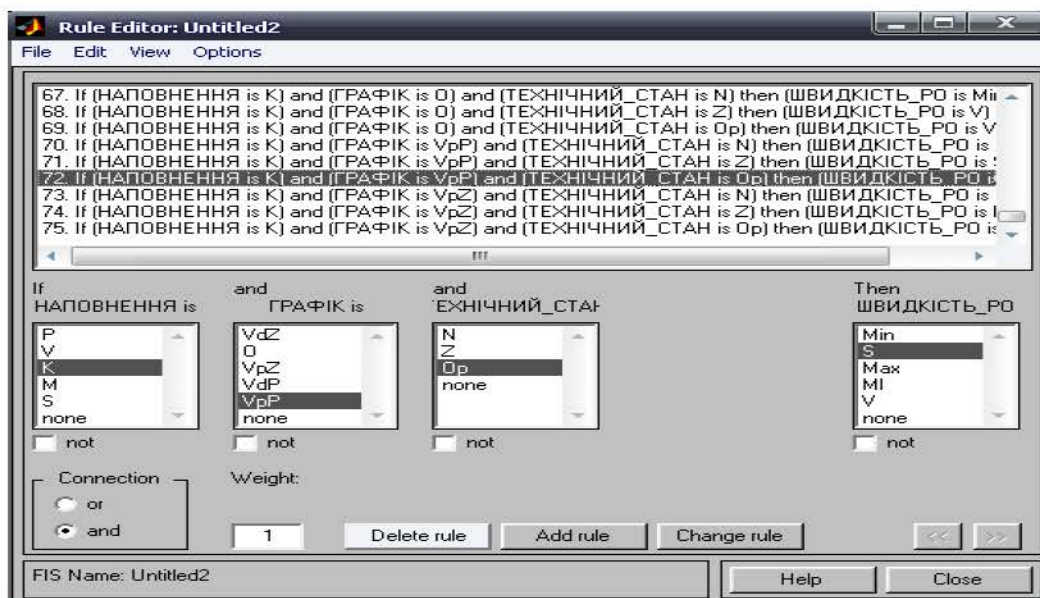 Rule Editor: Untitled2
File Edit View Options
67. If (НАПОВНЕННЯ is K) and (ГРАФІК is O) and (ТЕХНІЧНИЙ_СТАН is N) then (ШВИДКІСТЬ_РО is Min
68. If (НАПОВНЕННЯ is K) and (ГРАФІК is O) and (ТЕХНІЧНИЙ_СТАН is Z) then (ШВИДКІСТЬ_РО is V)
69. If (НАПОВНЕННЯ is K) and (ГРАФІК is O) and (ТЕХНІЧНИЙ_СТАН is Op) then (ШВИДКІСТЬ_РО is V
70. If (НАПОВНЕННЯ is K) and (ГРАФІК is VpP) and (ТЕХНІЧНИЙ_СТАН is N) then (ШВИДКІСТЬ_РО is
71. If (НАПОВНЕННЯ is K) and (ГРАФІК is VpP) and (ТЕХНІЧНИЙ_СТАН is Z) then (ШВИДКІСТЬ_РО is
72. If (НАПОВНЕННЯ is K) and (ГРАФІК is VpP) and (ТЕХНІЧНИЙ_СТАН is Op) then (ШВИДКІСТЬ_РО is
73. If (НАПОВНЕННЯ is K) and (ГРАФІК is VpZ) and (ТЕХНІЧНИЙ_СТАН is N) then (ШВИДКІСТЬ_РО is
74. If (НАПОВНЕННЯ is K) and (ГРАФІК is VpZ) and (ТЕХНІЧНИЙ_СТАН is Z) then (ШВИДКІСТЬ_РО is
75. If (НАПОВНЕННЯ is K) and (ГРАФІК is VpZ) and (ТЕХНІЧНИЙ_СТАН is Op) then (ШВИДКІСТЬ_РО is
If and and Then
НАПОВНЕННЯ is ГРАФІК is ЕХНІЧНИЙ_СТАН ШВИДКІСТЬ_РО
P VdZ N Min
V O Z S
K VpZ Op Max
M VdP none Ml
S VpP V
none none none
not not not not
Connection Weight:
or
and 1 Delete rule Add rule Change rule << >>
FIS Name: Untitled2 Help Close